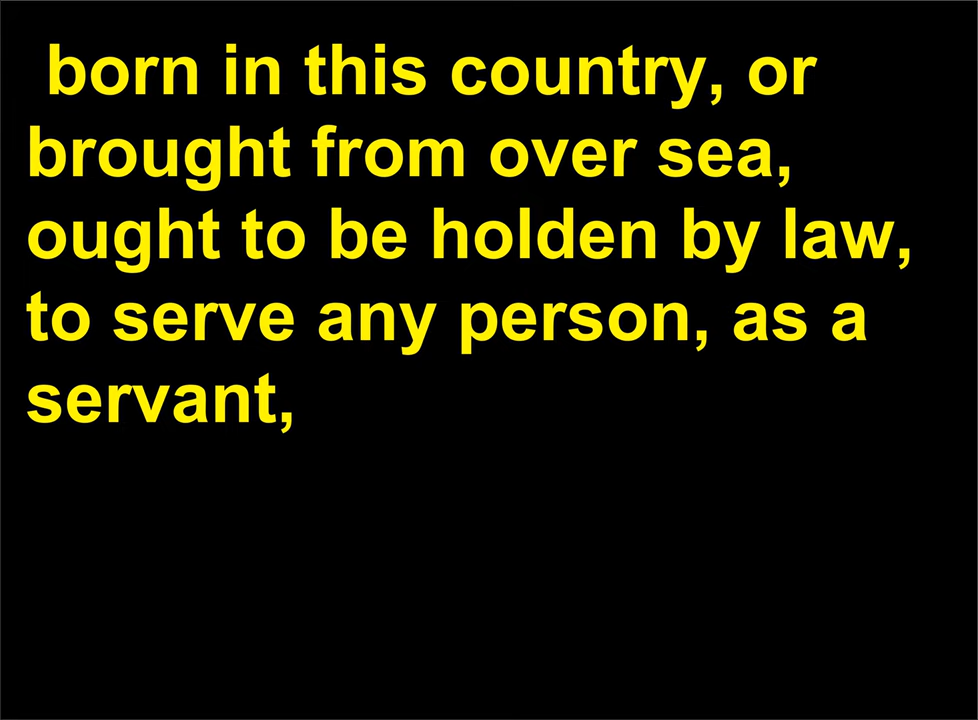 born in this country, or
brought from over sea,
ought to be holden by law,
to serve any person, as a
servant,